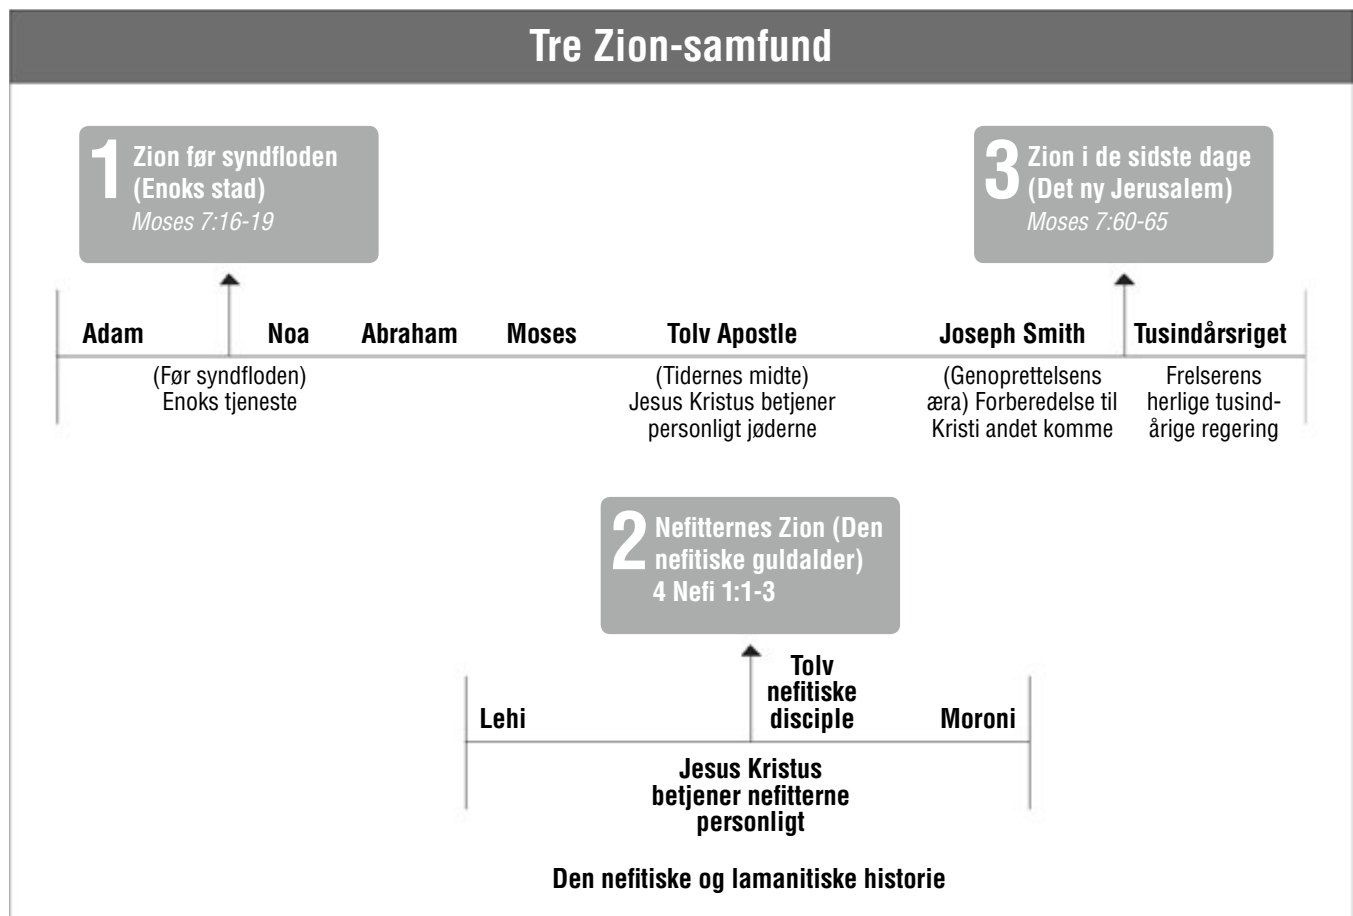 Tre Zion-samfund
1 Zion før syndfloden
(Enoks stad)
Moses 7:16-19
3 Zion i de sidste dage
(Det ny Jerusalem)
Moses 7:60-65
Adam Noa Abraham Moses Tolv Apostle Joseph Smith Tusindårsriget
(Før syndfloden)
Enoks tjeneste
(Tidernes midte)
Jesus Kristus betjener
personligt jøderne
(Genoprettelsens
æra) Forberedelse til
Kristi andet komme
Frelserens
herlige tusind-
årige regering
2 Nefitternes Zion (Den
nefitiske guldalder)
4 Nefi 1:1-3
Lehi
Tolv
nefitiske
disciple
Moroni
Jesus Kristus
betjener nefitterne
personligt
Den nefitiske og lamanitiske historie